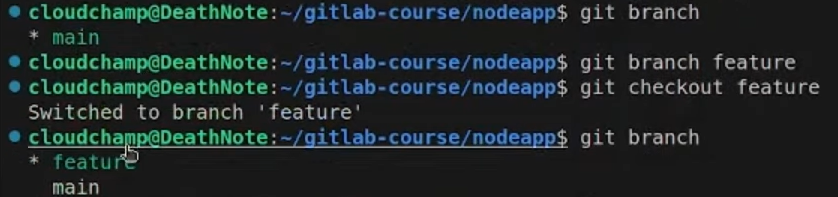 cloudchamp@DeathNote:~/gitlab-course/nodeapp$ git branch
* main
cloudchamp@DeathNote:~/gitlab-course/nodeapp$ git branch feature
cloudchamp@DeathNote:~/gitlab-course/nodeapp$ git checkout feature
Switched to branch 'feature'
cloudchamp@DeathNote:~/gitlab-course/nodeapp$ git branch
* feature
main